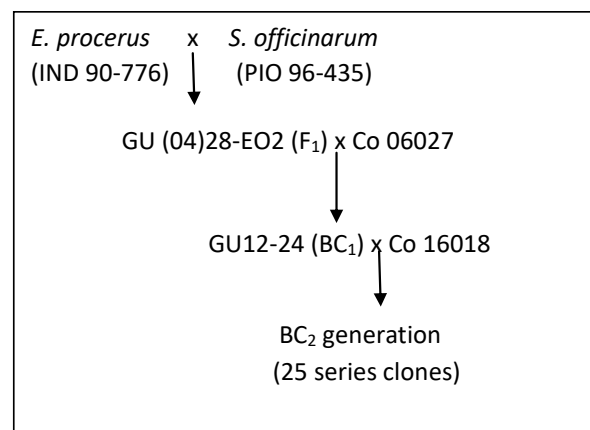 E. procerus x S. officinarum
(IND 90-776) (PIO 96-435)
GU (04)28-EO2 (F₁) x Co 06027
GU12-24 (BC₁) x Co 16018
BC₂ generation
(25 series clones)